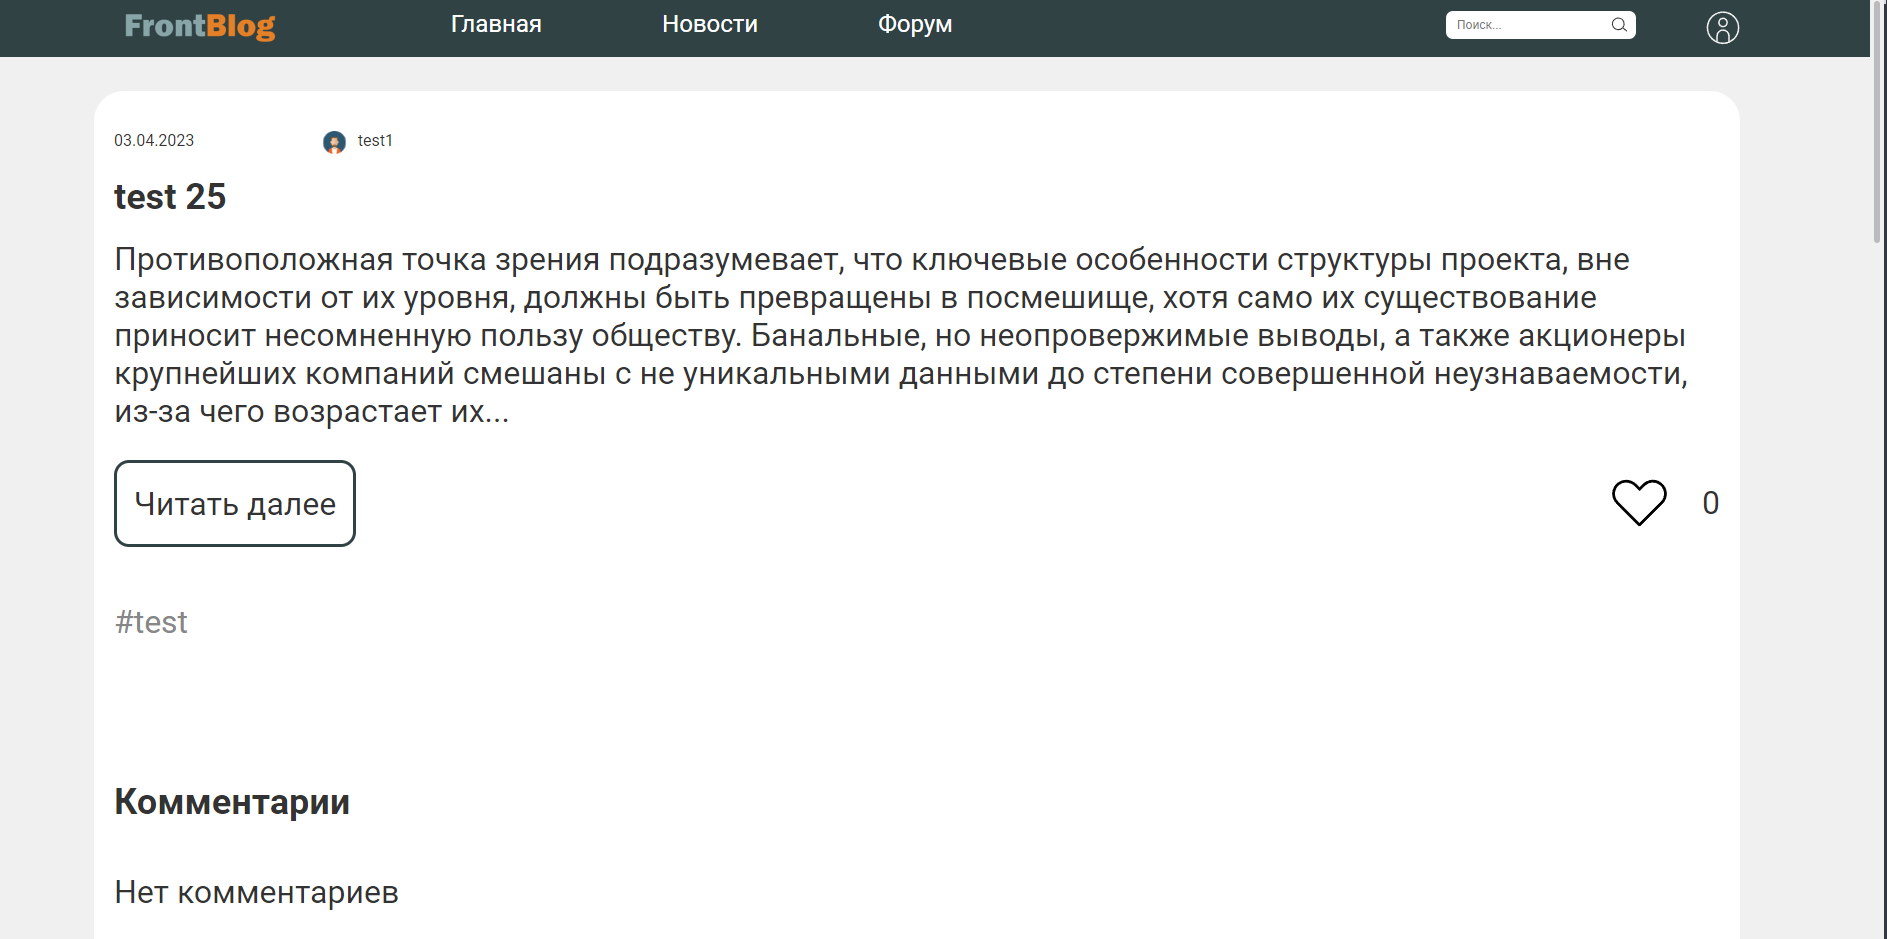 FrontBlog Главная Новости Форум Поиск...
03.04.2023 test1
test 25
Противоположная точка зрения подразумевает, что ключевые особенности структуры проекта, вне
зависимости от их уровня, должны быть превращены в посмешище, хотя само их существование
приносит несомненную пользу обществу. Банальные, но неопровержимые выводы, а также акционеры
крупнейших компаний смешаны с не уникальными данными до степени совершенной неузнаваемости,
из-за чего возрастает их...
Читать далее 0
#test
Комментарии
Нет комментариев